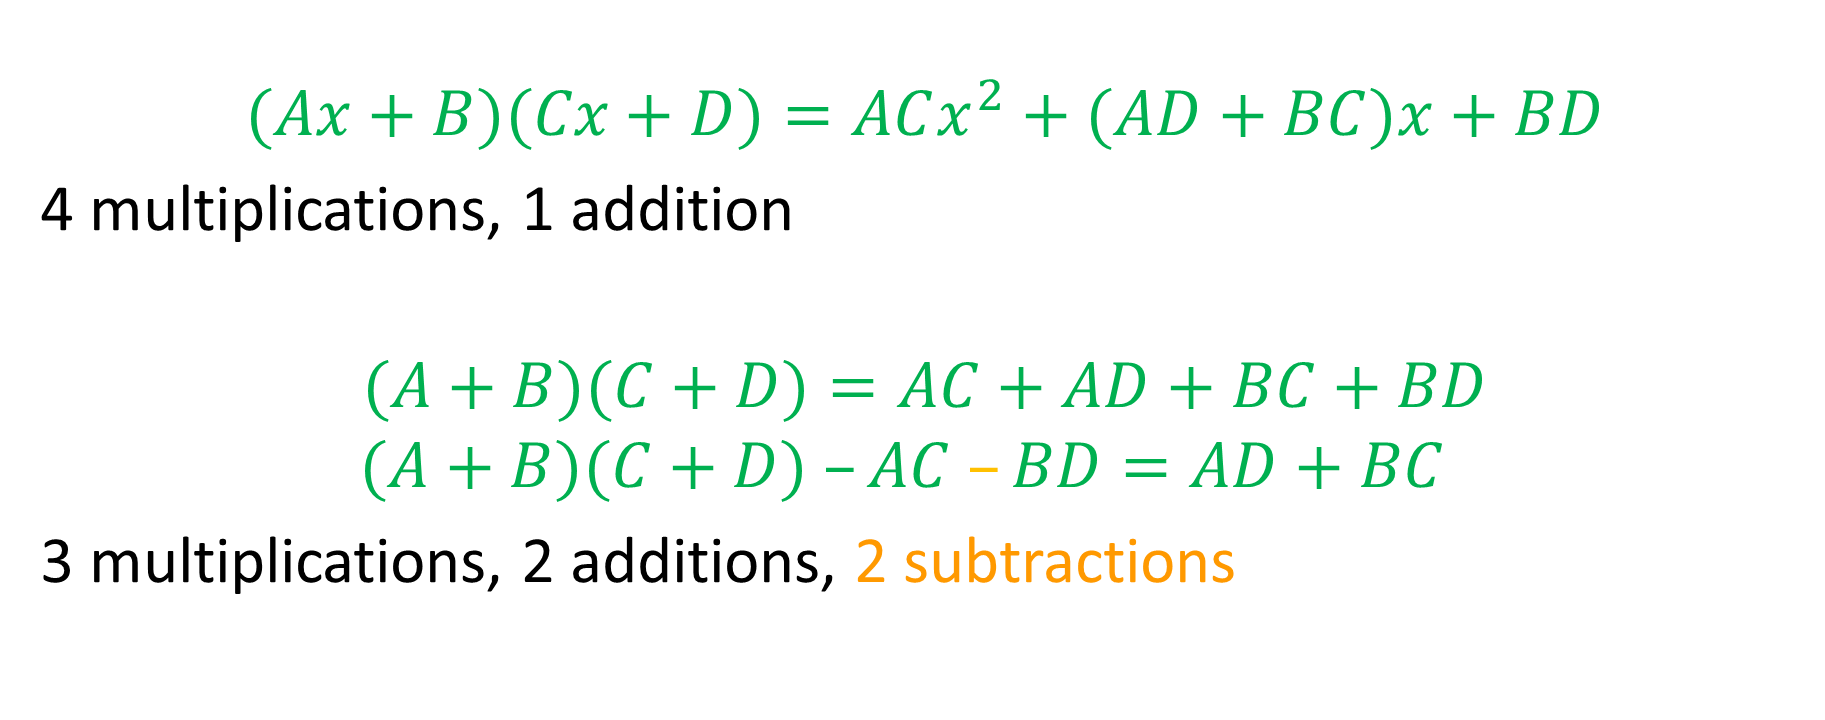 (Ax + B)(Cx + D) = ACx² + (AD + BC)x + BD
4 multiplications, 1 addition
(A + B)(C + D) = AC + AD + BC + BD
(A + B)(C + D) – AC – BD = AD + BC
3 multiplications, 2 additions, 2 subtractions